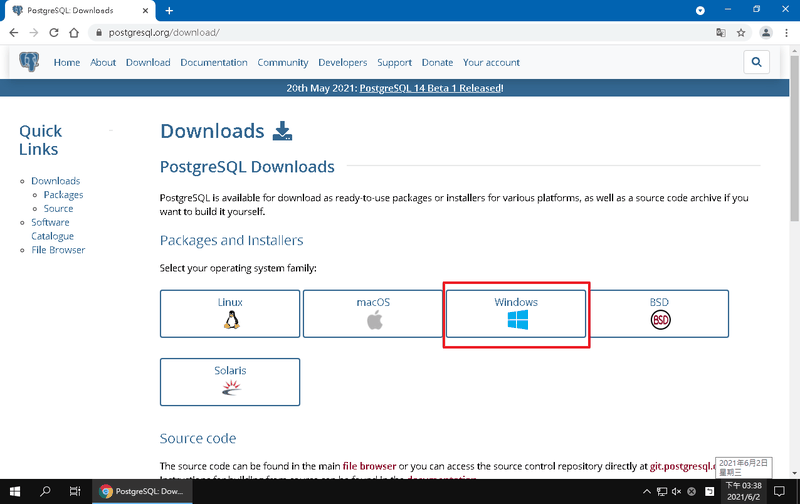 PostgreSQL: Downloads
postgresql.org/download/
Home About Download Documentation Community Developers Support Donate Your account
20th May 2021: PostgreSQL 14 Beta 1 Released!
Quick
Links
Downloads
Packages
Source
Software
Catalogue
File Browser
Downloads
PostgreSQL Downloads
PostgreSQL is available for download as ready-to-use packages or installers for various platforms, as well as a source code archive if you
want to build it yourself.
Packages and Installers
Select your operating system family:
Linux macOS Windows BSD
BSD
Solaris
Source code
The source code can be found in the main file browser or you can access the source control repository directly at git.postgresql.
2021年6月2日
星期三
PostgreSQL: Dow...
下午 03:38
2021/6/2